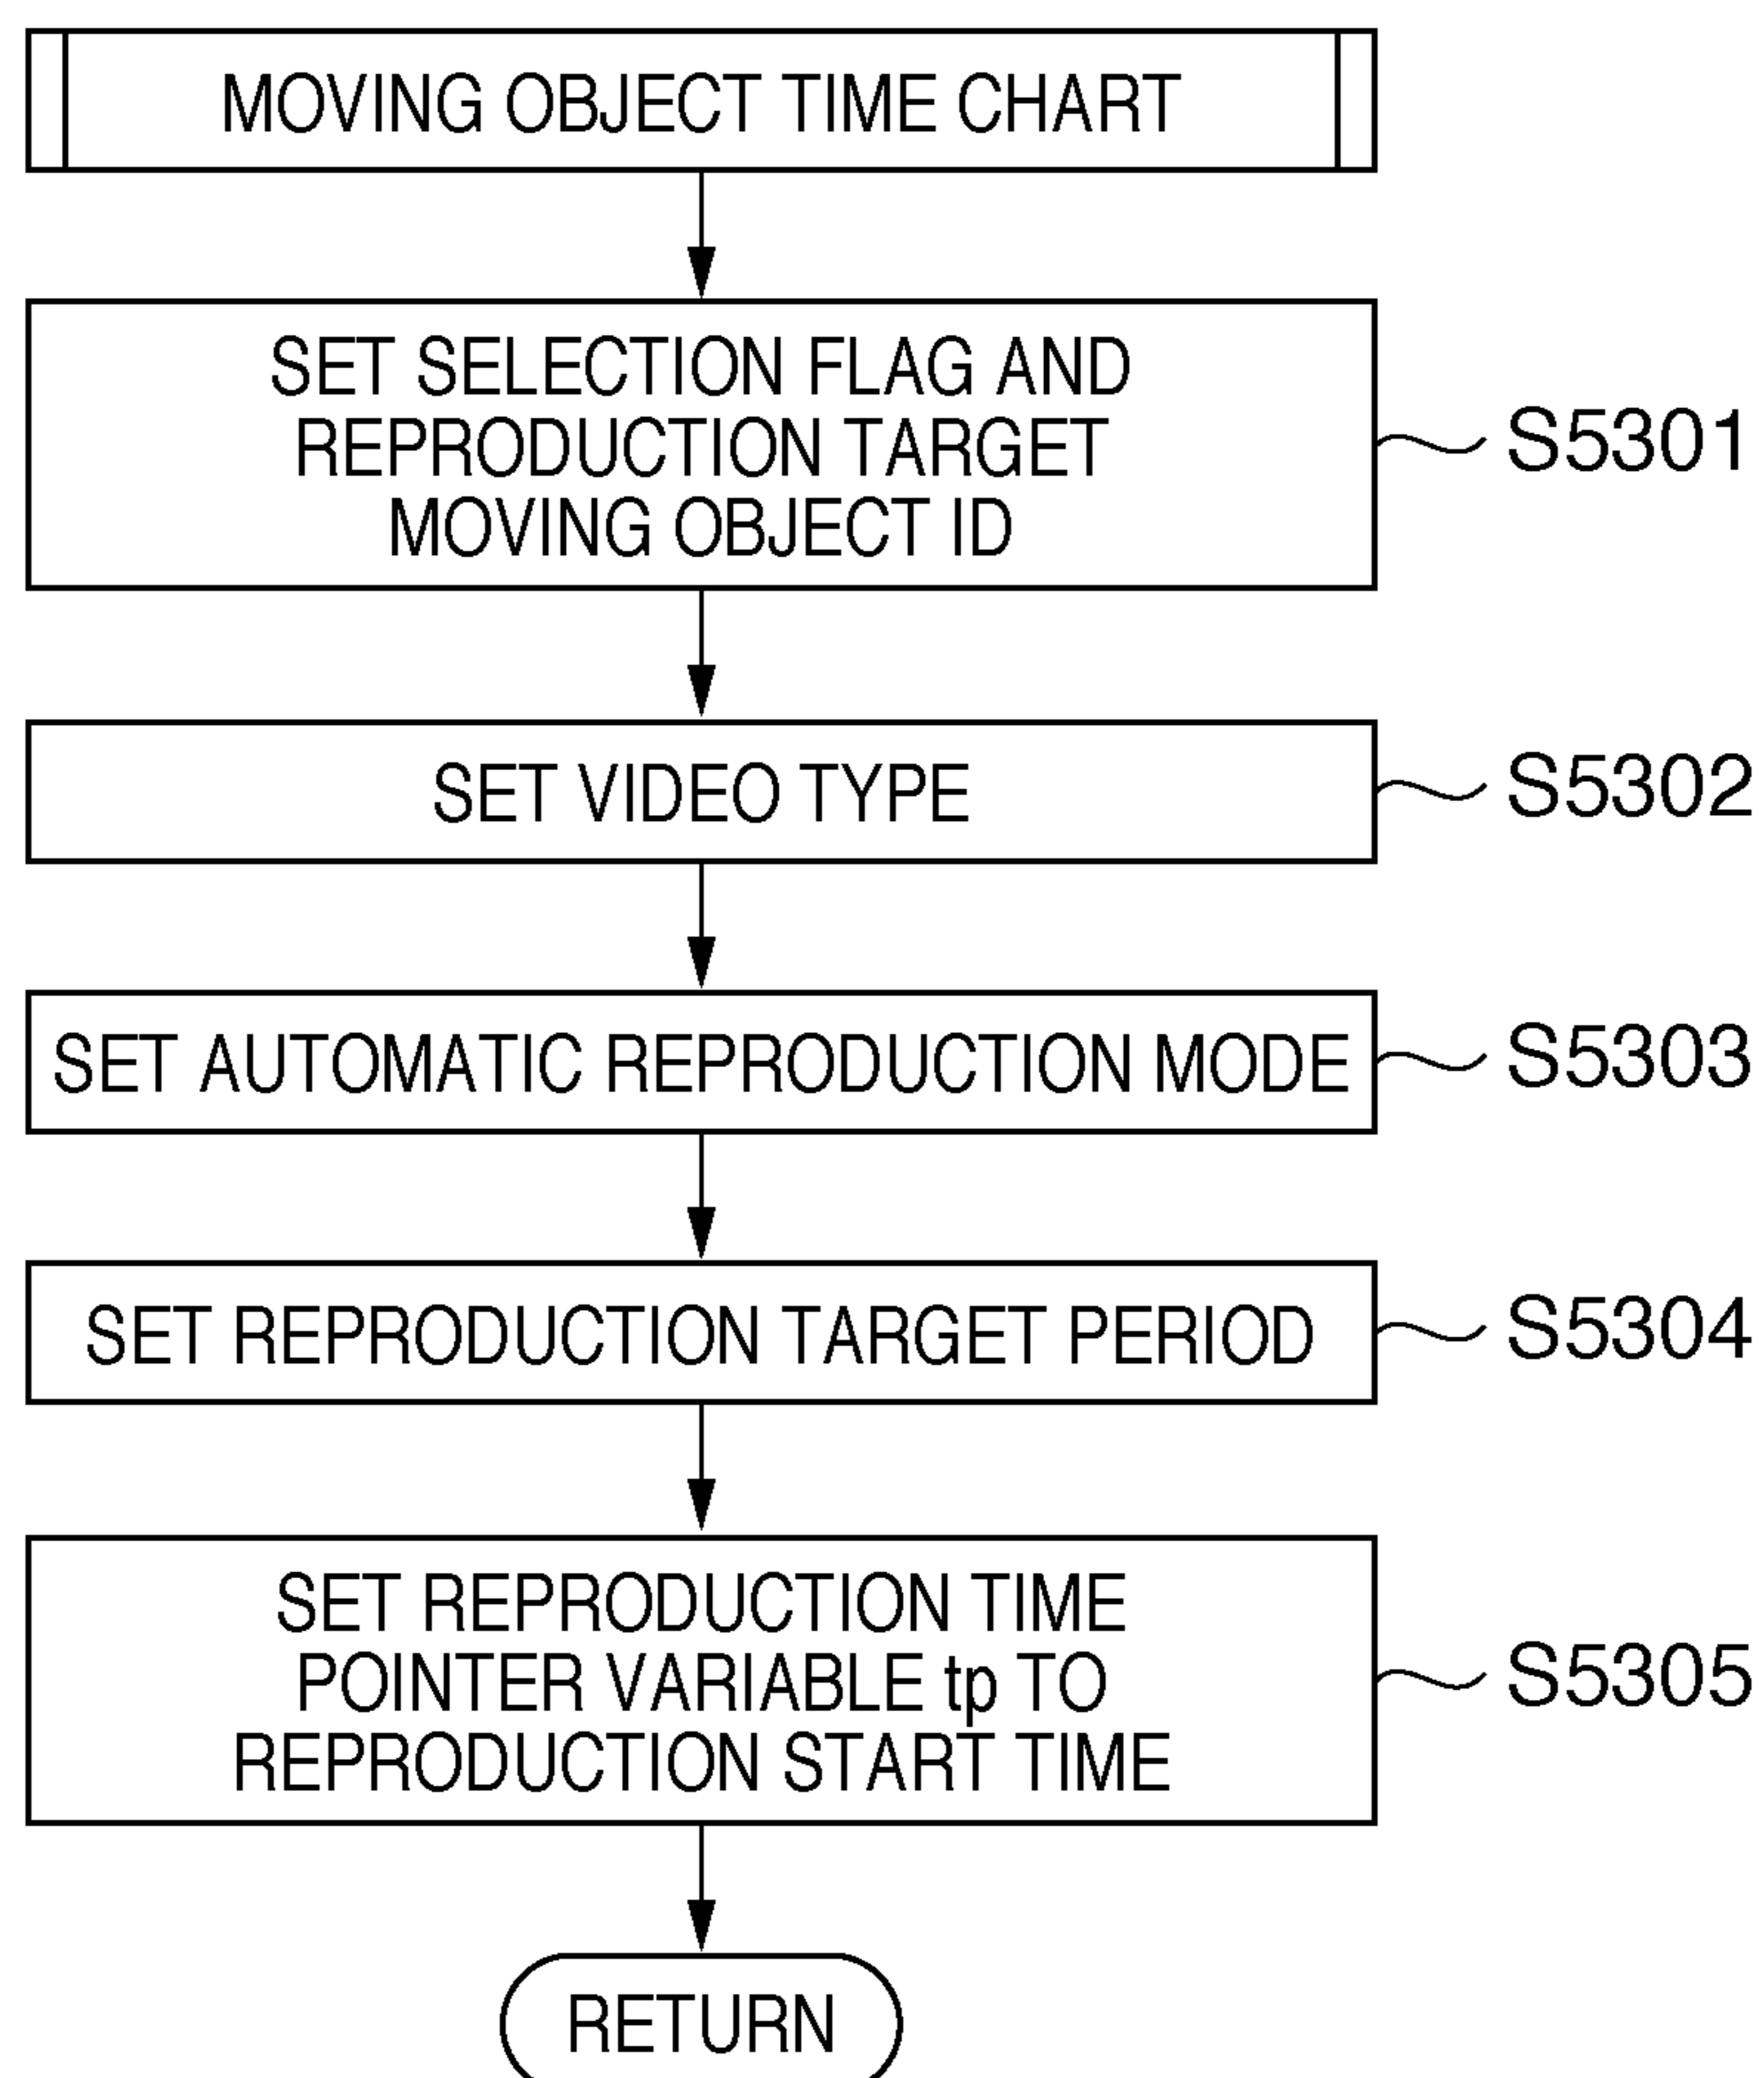 MOVING OBJECT TIME CHART
SET SELECTION FLAG AND
REPRODUCTION TARGET
MOVING OBJECT ID
S5301
SET VIDEO TYPE
S5302
SET AUTOMATIC REPRODUCTION MODE
S5303
SET REPRODUCTION TARGET PERIOD
S5304
SET REPRODUCTION TIME
POINTER VARIABLE tp TO
REPRODUCTION START TIME
S5305
RETURN